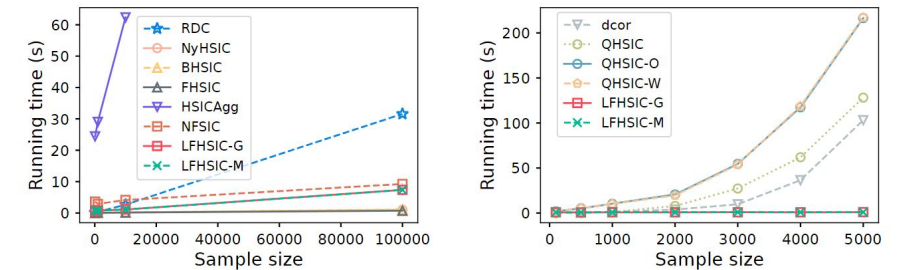 60
50
40
30
20
10
0
Running time (s)
RDC
NyHSIC
BHSIC
FHSIC
HSICAgg
NFSIC
LFHSIC-G
LFHSIC-M
0 20000 40000 60000 80000 100000
Sample size
200
150
100
50
0
Running time (s)
dcor
QHSIC
QHSIC-O
QHSIC-W
LFHSIC-G
LFHSIC-M
0 1000 2000 3000 4000 5000
Sample size